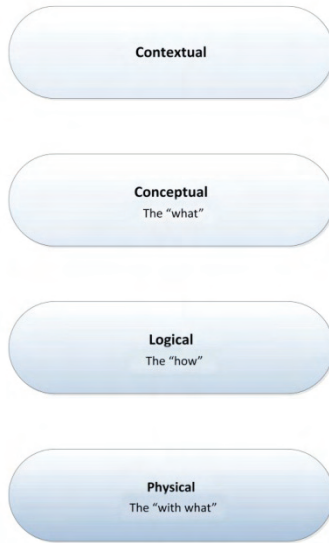 Contextual
Conceptual
The “what”
Logical
The “how”
Physical
The “with what”